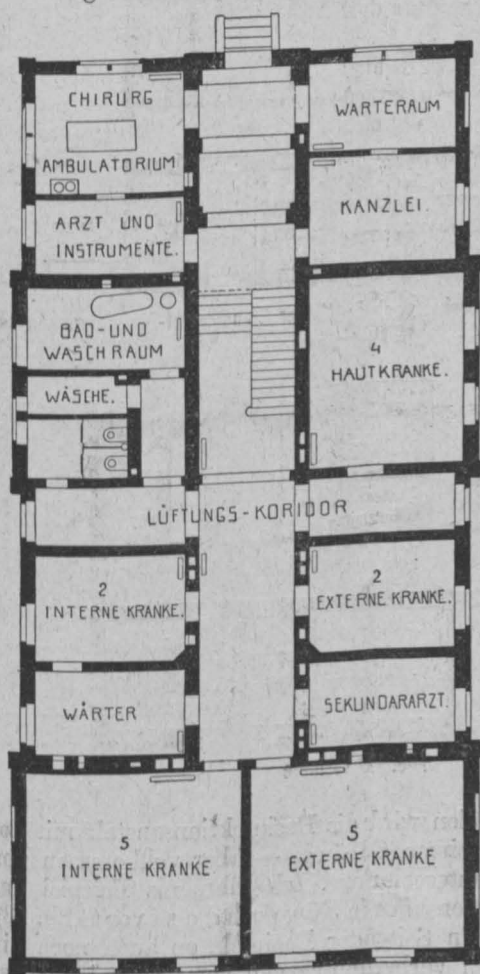 CHIRURG
AMBULATORIUM
WARTERAUM
ARZT UND
INSTRUMENTE.
KANZLEI.
BAD-UND
WASCHRAUM
4
HAUTKRANKE.
WÄSCHE.
LÜFTUNGS-KORIDOR
2
INTERNE KRANKE.
2
EXTERNE KRANKE.
WÄRTER
SEKUNDARARZT.
5
INTERNE KRANKE
5
EXTERNE KRANKE